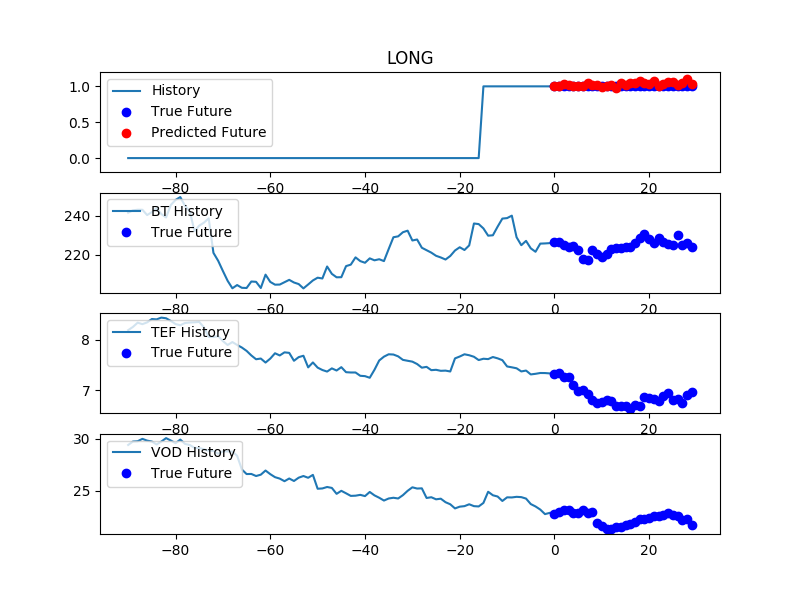 LONG
1.0
0.5
0.0
History
True Future
Predicted Future
−80 −60 −40 −20 0 20
240
220
BT History
True Future
−80 −60 −40 −20 0 20
8
7
TEF History
True Future
−80 −60 −40 −20 0 20
30
25
VOD History
True Future
−80 −60 −40 −20 0 20